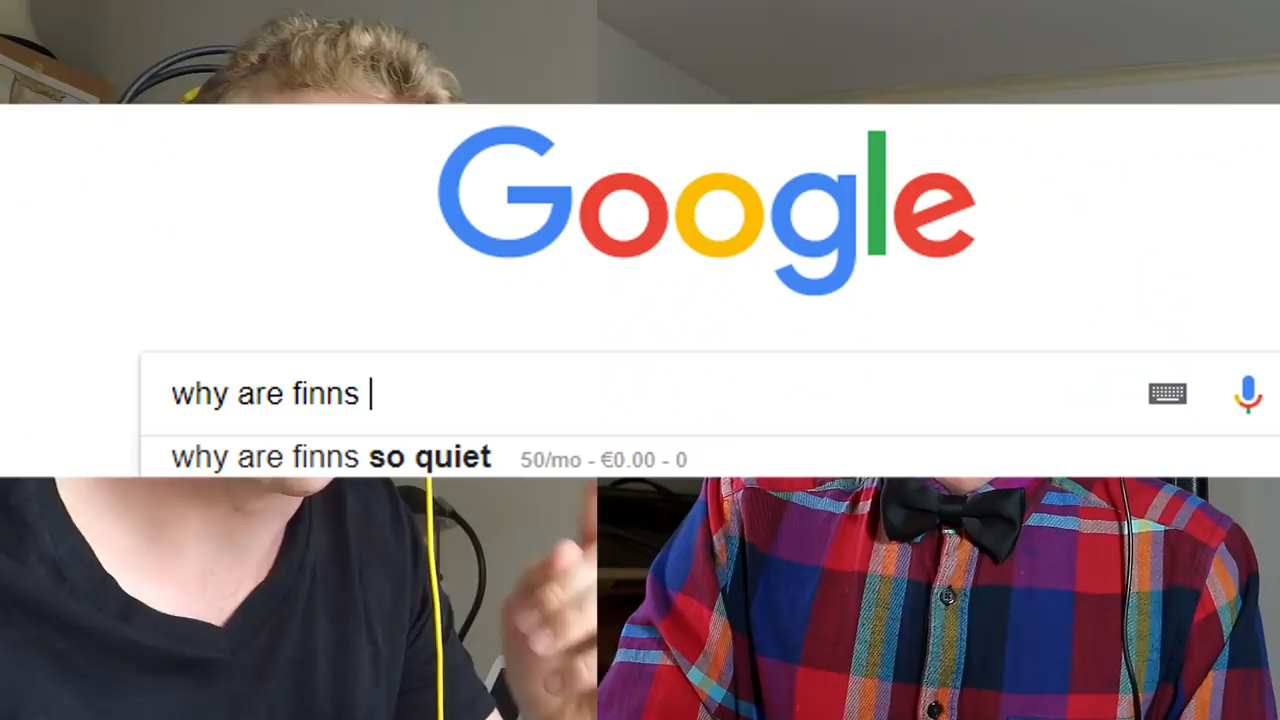 Google
why are finns
why are finns so quiet 50/mo - €0.00 - 0